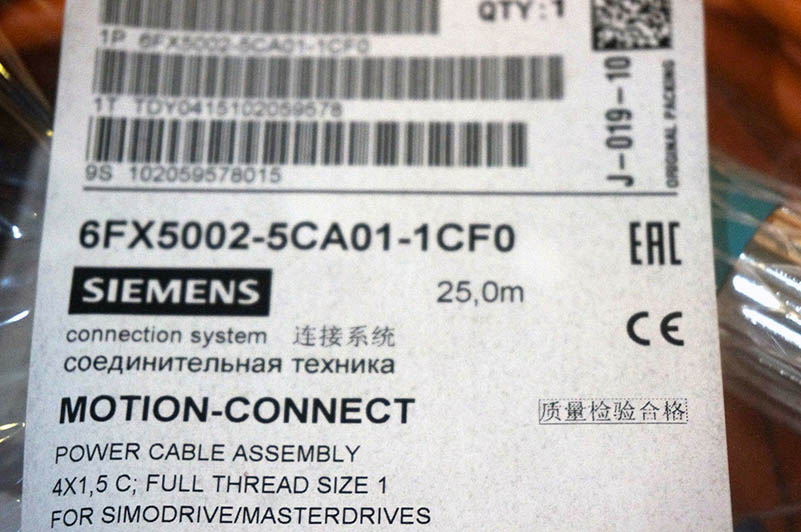 QTY:1
1P 6FX5002-5CA01-1CF0
1T TDY0415102059578
9S 102059578015
J-019-10
ORIGINAL PACKING
6FX5002-5CA01-1CF0
EAC
SIEMENS
25,0m
CE
connection system 连接系统
соединительная техника
MOTION-CONNECT
质量检验合格
POWER CABLE ASSEMBLY
4X1,5 C; FULL THREAD SIZE 1
FOR SIMODRIVE/MASTERDRIVES